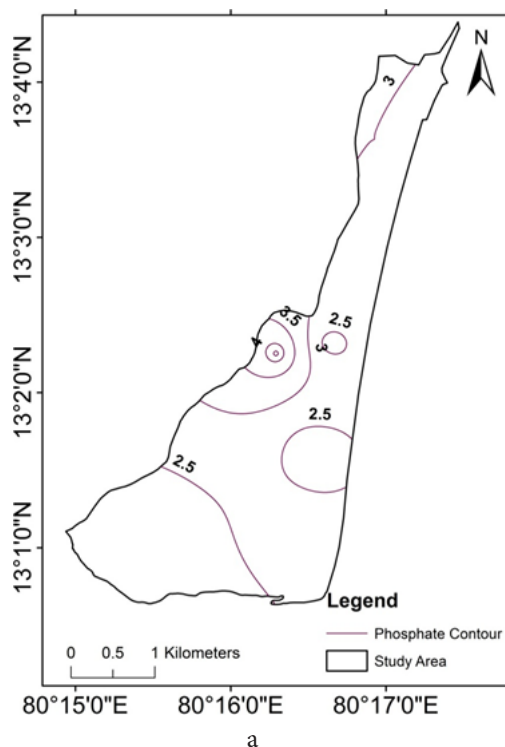 N
13°4'0"N
13°3'0"N
13°2'0"N
13°1'0"N
3
3.5
2.5
4
3
2.5
2.5
Legend
Phosphate Contour
Study Area
0 0.5 1 Kilometers
80°15'0"E 80°16'0"E 80°17'0"E
a